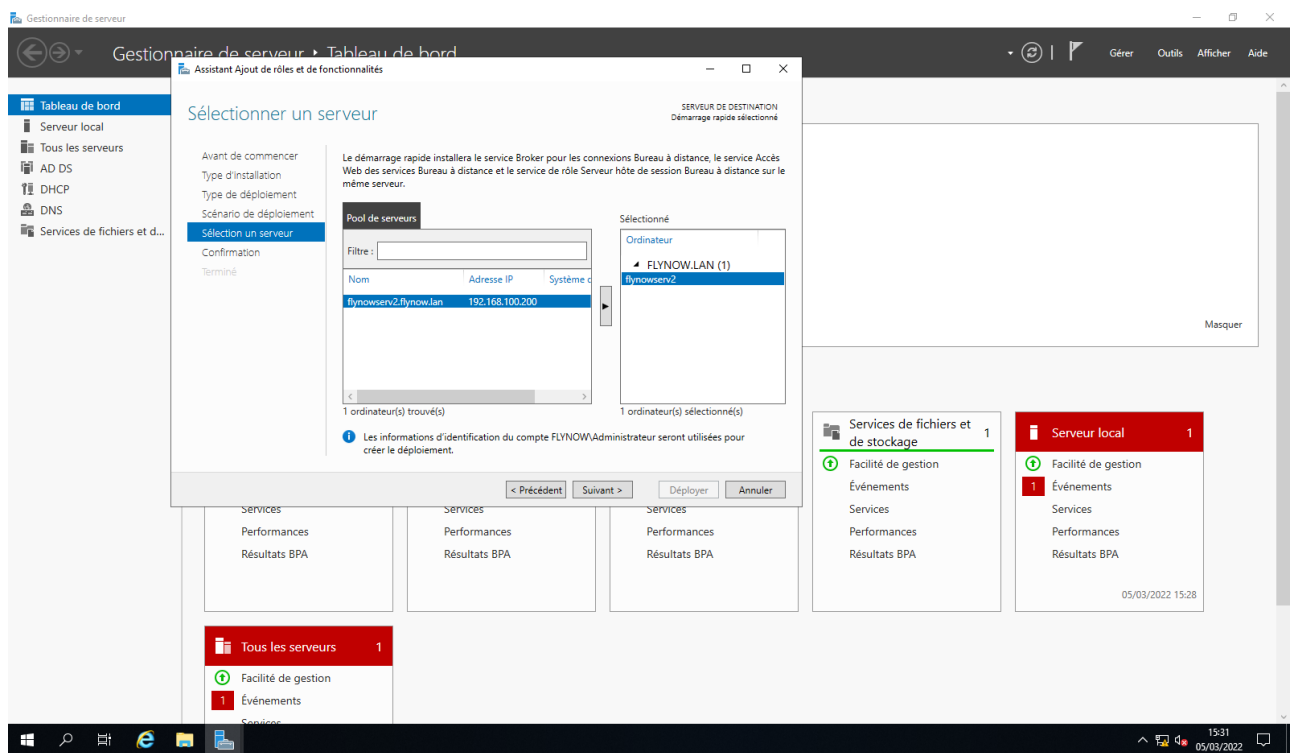 Gestionnaire de serveur
Gestionnaire de serveur • Tableau de bord
Gérer Outils Afficher Aide
Tableau de bord
Serveur local
Tous les serveurs
AD DS
DHCP
DNS
Services de fichiers et d...
Assistant Ajout de rôles et de fonctionnalités
Sélectionner un serveur
SERVEUR DE DESTINATION
Démarrage rapide sélectionné
Avant de commencer
Type d'installation
Type de déploiement
Scénario de déploiement
Sélection un serveur
Confirmation
Terminé
Le démarrage rapide installera le service Broker pour les connexions Bureau à distance, le service Accès
Web des services Bureau à distance et le service de rôle Serveur hôte de session Bureau à distance sur le
même serveur.
Pool de serveurs
Filtre :
Nom Adresse IP Système
flynowserv2.flynow.lan 192.168.100.200
1 ordinateur(s) trouvé(s)
Sélectionné
Ordinateur
FLYNOW.LAN (1)
flynowserv2
1 ordinateur(s) sélectionné(s)
Les informations d'identification du compte FLYNOW\Administrateur seront utilisées pour
créer le déploiement.
< Précédent Suivant > Déployer Annuler
Masquer
Services
Performances
Résultats BPA
Services
Performances
Résultats BPA
Services
Performances
Résultats BPA
Services de fichiers et
de stockage 1
Facilité de gestion
Événements
Services
Performances
Résultats BPA
Serveur local 1
Facilité de gestion
1 Événements
Services
Performances
Résultats BPA
05/03/2022 15:28
Tous les serveurs 1
Facilité de gestion
1 Événements
Services
15:31
05/03/2022